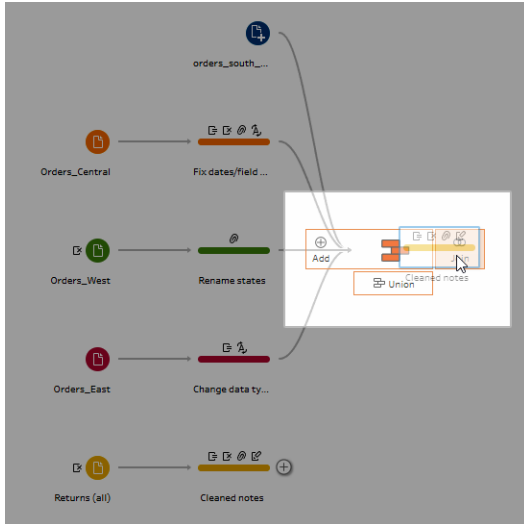 orders_south_...
Orders_Central
Fix dates/field ...
Add
Join
Cleaned notes
Union
Orders_West
Rename states
Orders_East
Change data ty...
Returns (all)
Cleaned notes